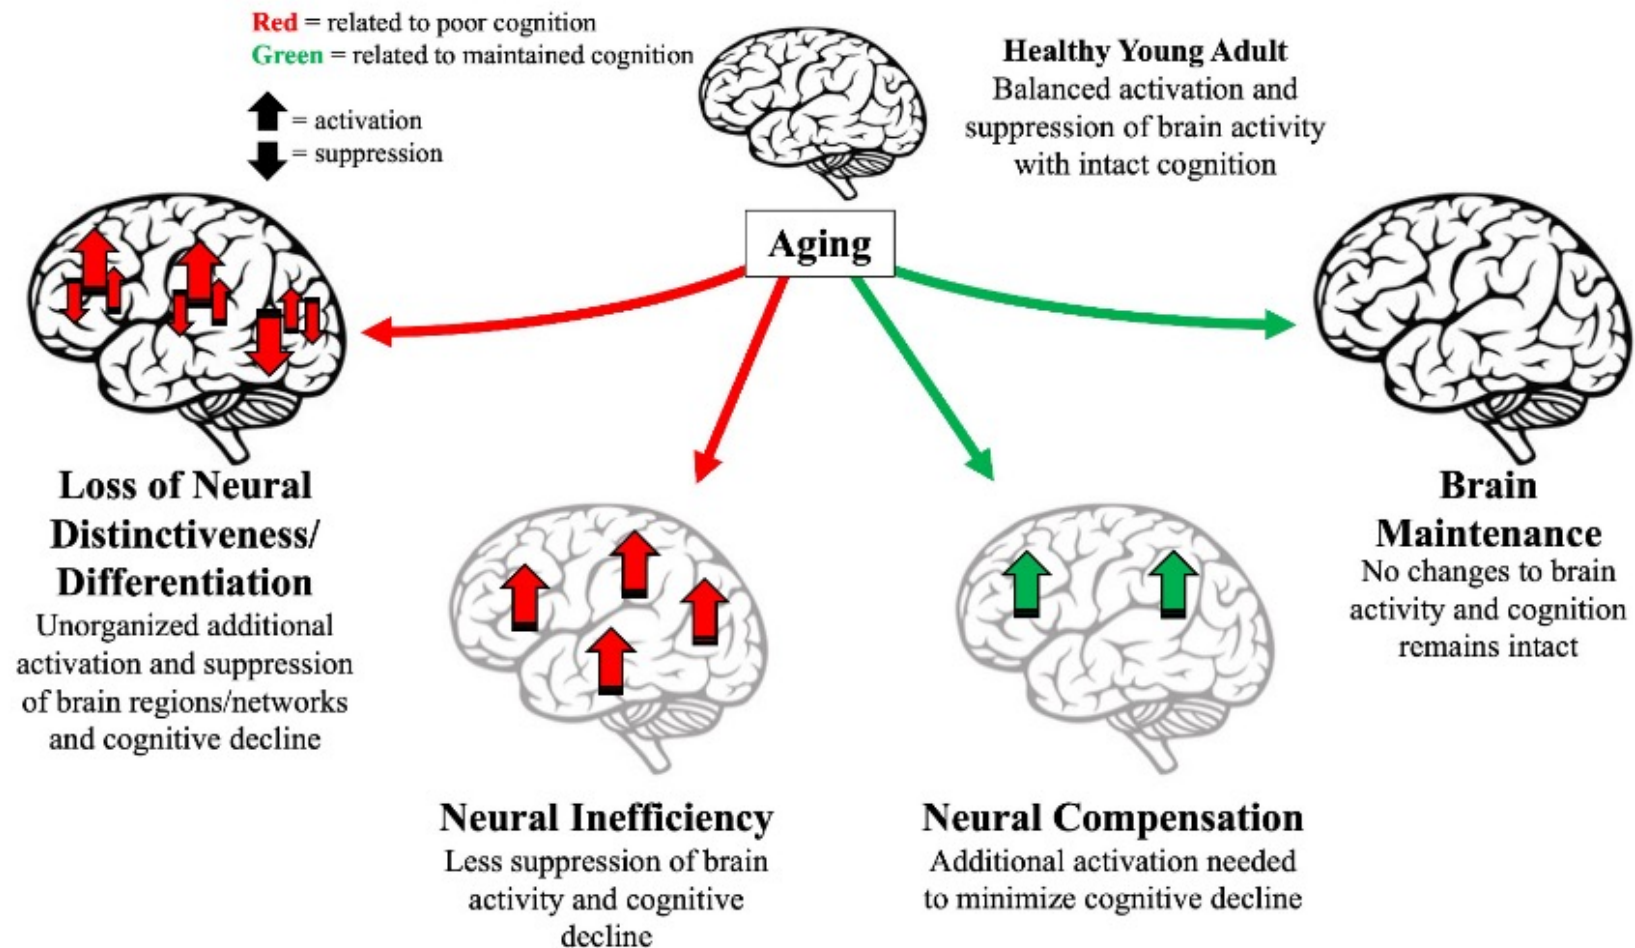 Red = related to poor cognition
Green = related to maintained cognition
= activation
= suppression
Healthy Young Adult
Balanced activation and
suppression of brain activity
with intact cognition
Aging
Loss of Neural
Distinctiveness/
Differentiation
Unorganized additional
activation and suppression
of brain regions/networks
and cognitive decline
Neural Inefficiency
Less suppression of brain
activity and cognitive
decline
Neural Compensation
Additional activation needed
to minimize cognitive decline
Brain
Maintenance
No changes to brain
activity and cognition
remains intact